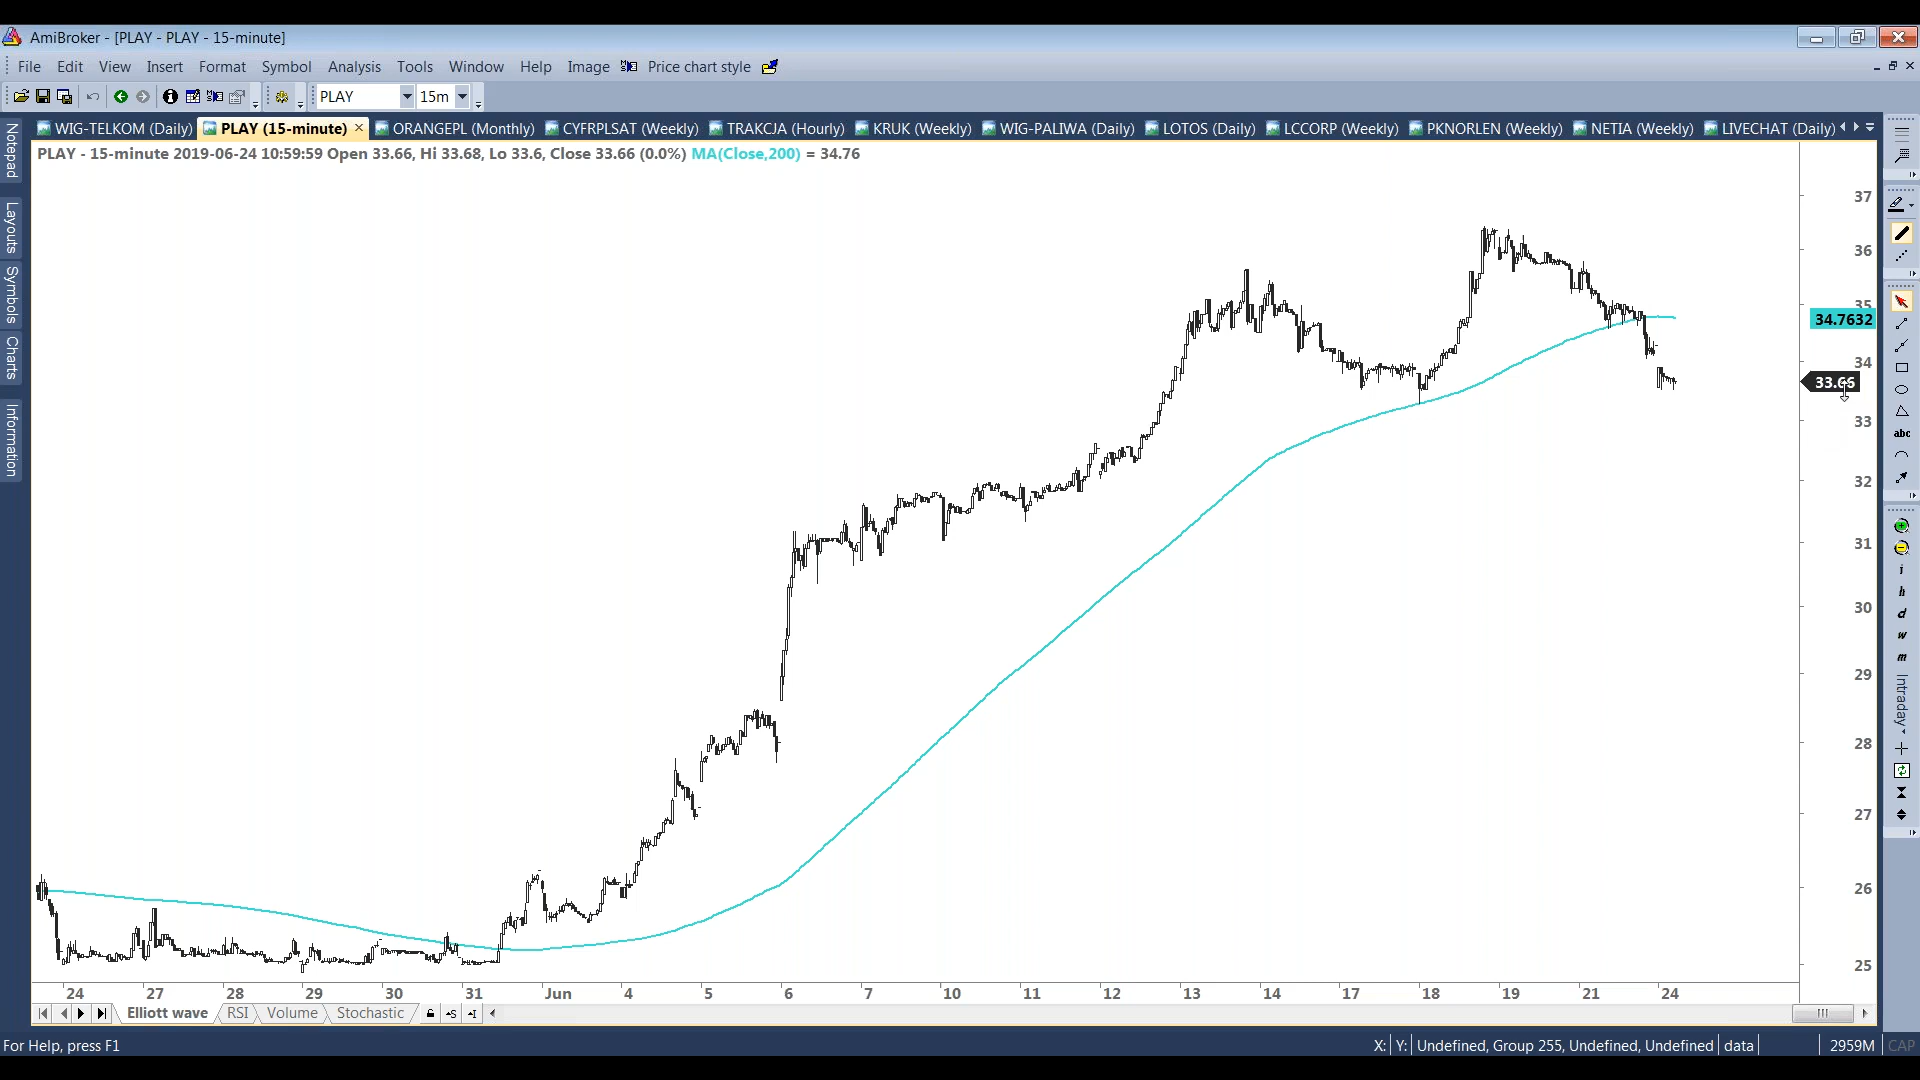 AmiBroker - [PLAY - PLAY - 15-minute]
File Edit View Insert Format Symbol Analysis Tools Window Help Image Price chart style
PLAY 15m
WIG-TELKOM (Daily) PLAY (15-minute) ORANGEPL (Monthly) CYFRPLSAT (Weekly) TRAKCJA (Hourly) KRUK (Weekly) WIG-PALIWA (Daily) LOTOS (Daily) LCCORP (Weekly) PKNORLEN (Weekly) NETIA (Weekly) LIVECHAT (Daily)
PLAY - 15-minute 2019-06-24 10:59:59 Open 33.66, Hi 33.68, Lo 33.6, Close 33.66 (0.0%) MA(Close,200) = 34.76
Notepad
Layouts
Symbols
Charts
Information
37
36
35
34.7632
34
33.66
33
32
31
30
29
28
27
26
25
abc
i
h
d
w
m
Intraday
24 27 28 29 30 31 Jun 4 5 6 7 10 11 12 13 14 17 18 19 21 24
Elliott wave RSI Volume Stochastic
For Help, press F1
X: Y: Undefined, Group 255, Undefined, Undefined data 2959M CAP